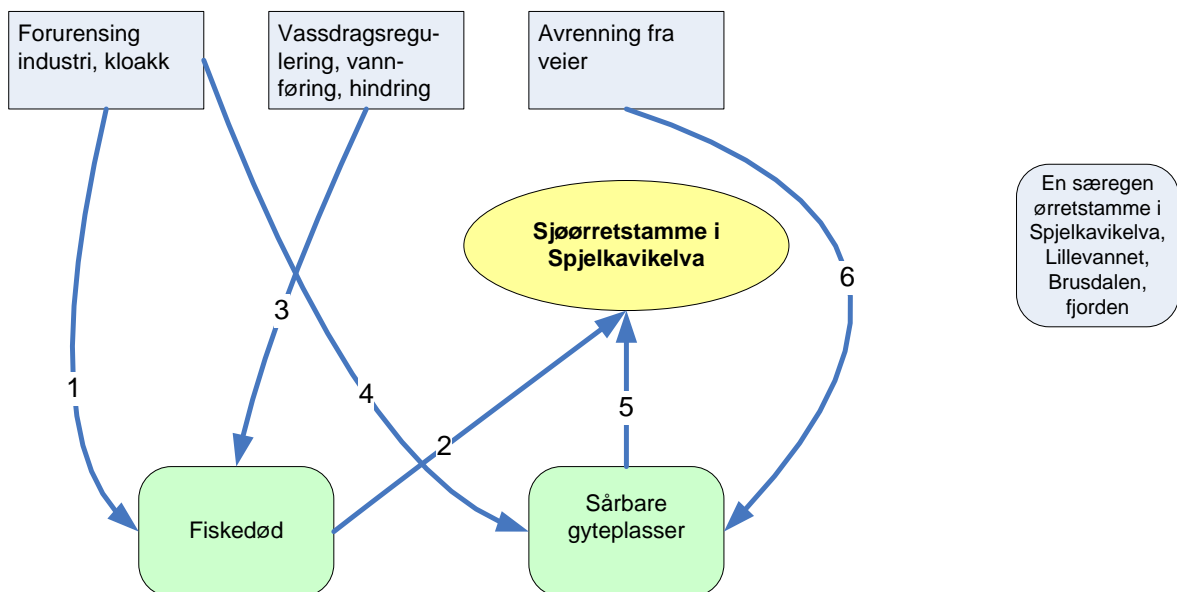 Forurensing
industri, kloakk
Vassdragsregu-
lering, vann-
føring, hindring
Avrenning fra
veier
En særegen
ørretstamme i
Spjelkavikelva,
Lillevannet,
Brusdalen,
fjorden
Sjøørretstamme i
Spjelkavikelva
6
3
1
4
5
2
Fiskedød
Sårbare
gyteplasser